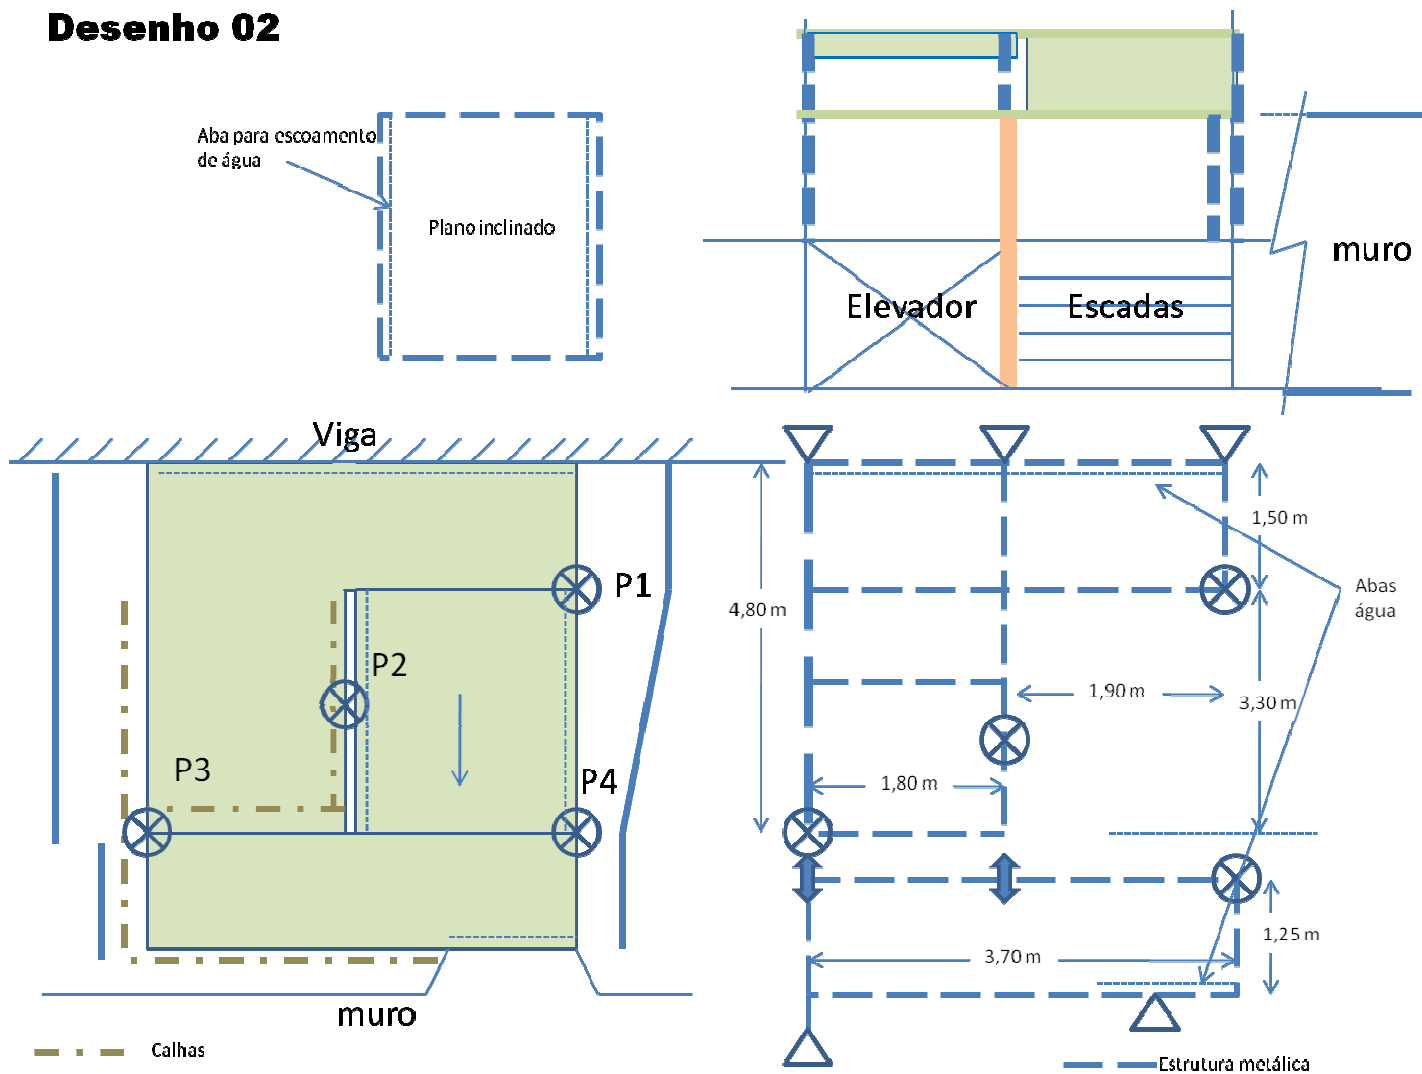 Desenho 02
Aba para escoamento
de água
Plano inclinado
muro
Elevador
Escadas
Viga
P1
P2
P3
P4
muro
Calhas
1,50 m
Abas
água
4,80 m
1,90 m
3,30 m
1,80 m
1,25 m
3,70 m
Estrutura metálica